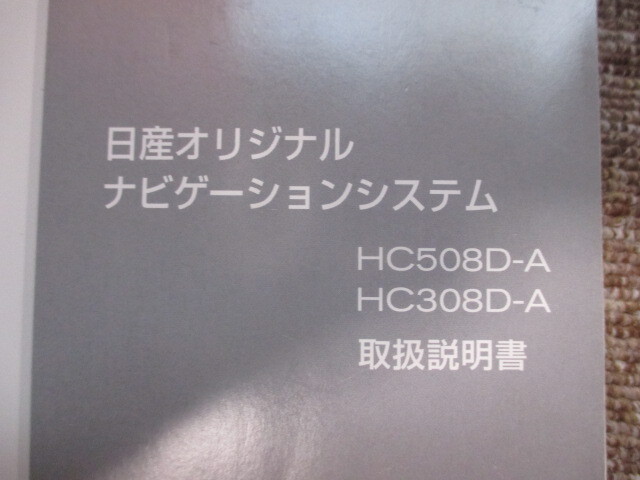 日産オリジナル
ナビゲーションシステム
HC508D-A
HC308D-A
取扱説明書